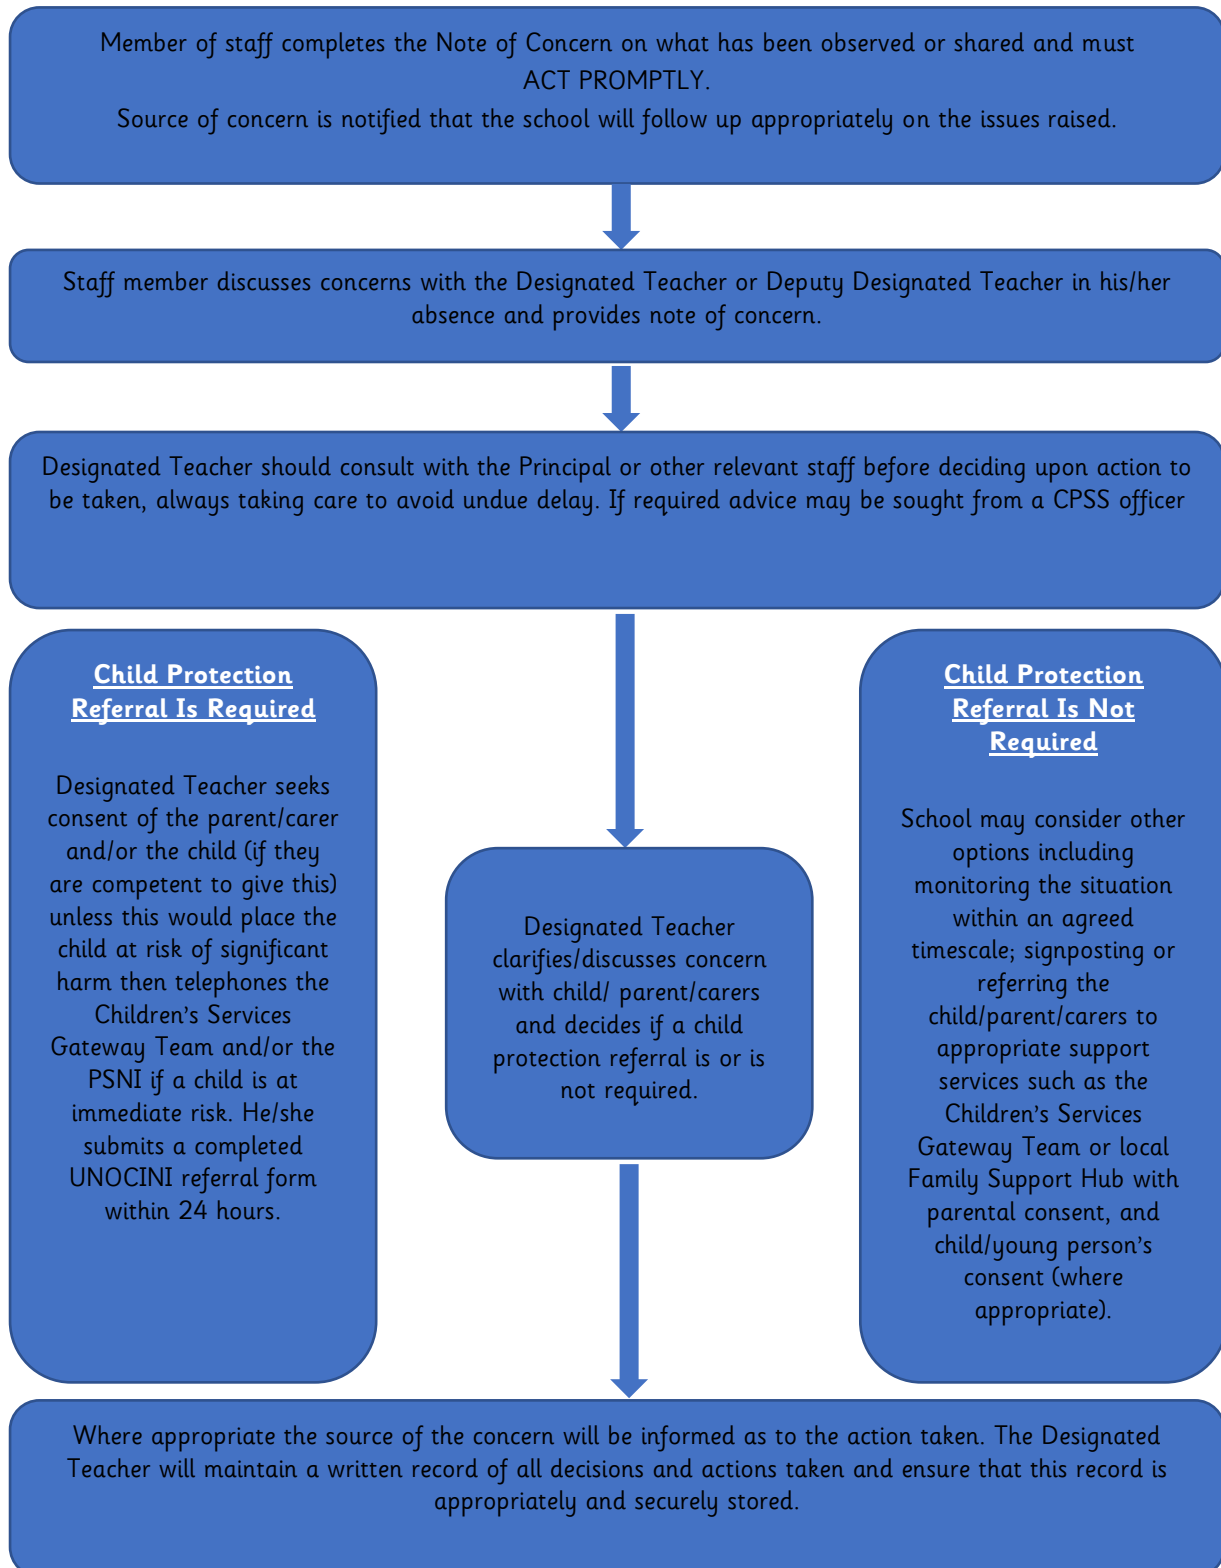 Member of staff completes the Note of Concern on what has been observed or shared and must
ACT PROMPTLY.
Source of concern is notified that the school will follow up appropriately on the issues raised.
Staff member discusses concerns with the Designated Teacher or Deputy Designated Teacher in his/her
absence and provides note of concern.
Designated Teacher should consult with the Principal or other relevant staff before deciding upon action to
be taken, always taking care to avoid undue delay. If required advice may be sought from a CPSS officer
Child Protection
Referral Is Required
Designated Teacher seeks
consent of the parent/carer
and/or the child (if they
are competent to give this)
unless this would place the
child at risk of significant
harm then telephones the
Children's Services
Gateway Team and/or the
PSNI if a child is at
immediate risk. He/she
submits a completed
UNOCINI referral form
within 24 hours.
Designated Teacher
clarifies/discusses concern
with child/ parent/carers
and decides if a child
protection referral is or is
not required.
Child Protection
Referral Is Not
Required
School may consider other
options including
monitoring the situation
within an agreed
timescale; signposting or
referring the
child/parent/carers to
appropriate support
services such as the
Children's Services
Gateway Team or local
Family Support Hub with
parental consent, and
child/young person's
consent (where
appropriate).
Where appropriate the source of the concern will be informed as to the action taken. The Designated
Teacher will maintain a written record of all decisions and actions taken and ensure that this record is
appropriately and securely stored.